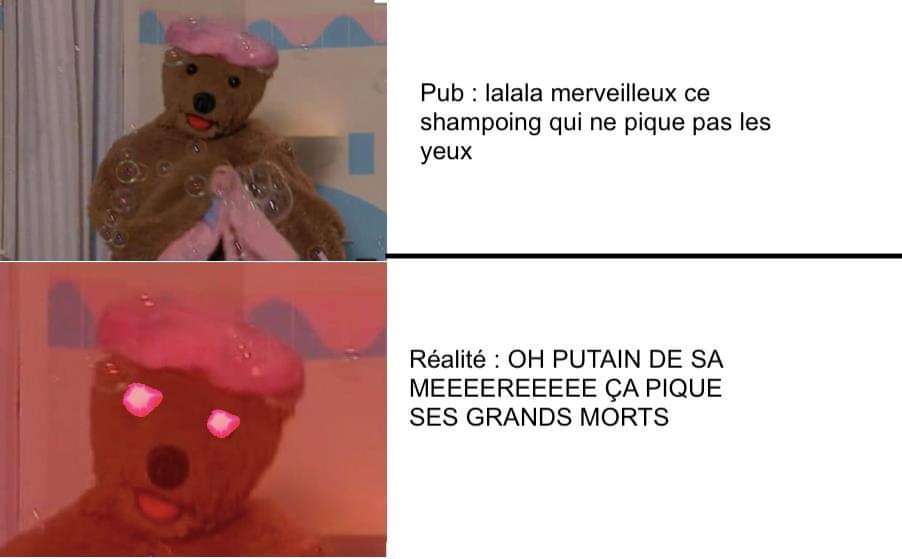 Pub : lalala merveilleux ce
shampoing qui ne pique pas les
yeux
Réalité : OH PUTAIN DE SA
MEEEEREEEEE ÇA PIQUE
SES GRANDS MORTS